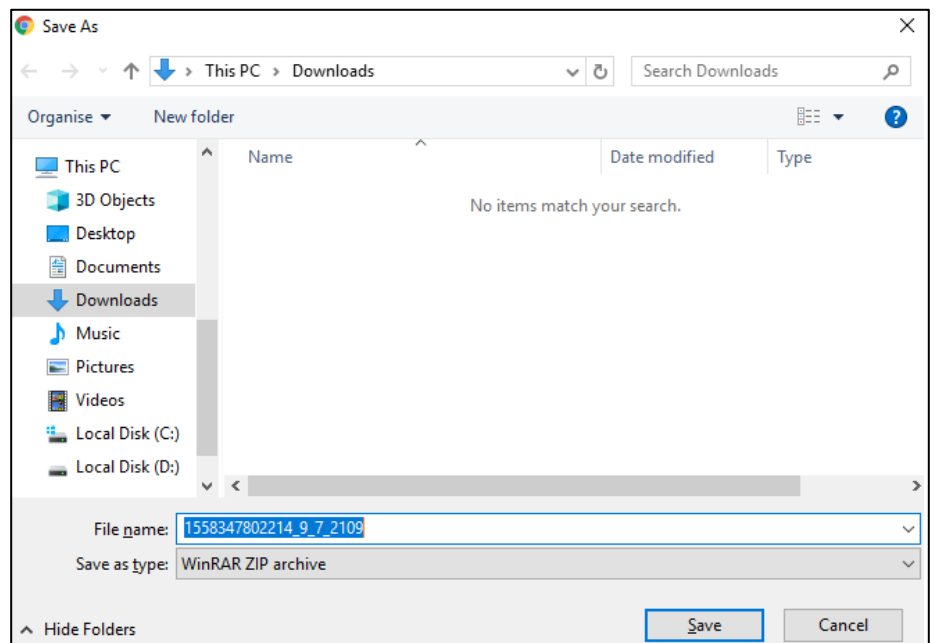 Save As
This PC > Downloads
Search Downloads
Organise
New folder
?
Name
Date modified
Type
This PC
3D Objects
Desktop
Documents
Downloads
Music
Pictures
Videos
Local Disk (C:)
Local Disk (D:)
No items match your search.
File name: 1558347802214_9_7_2109
Save as type: WinRAR ZIP archive
Hide Folders
Save
Cancel